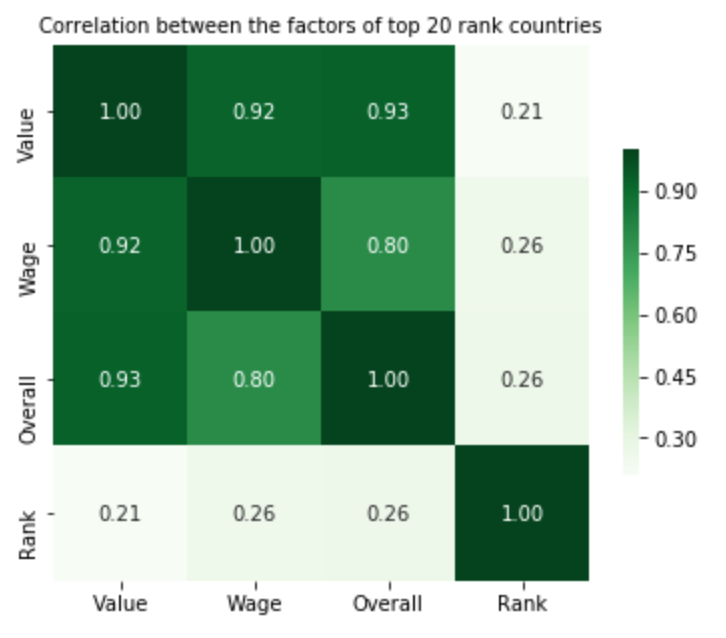 Correlation between the factors of top 20 rank countries
Value 1.00 0.92 0.93 0.21
Wage 0.92 1.00 0.80 0.26
Overall 0.93 0.80 1.00 0.26
Rank 0.21 0.26 0.26 1.00
Value Wage Overall Rank
0.90
0.75
0.60
0.45
0.30